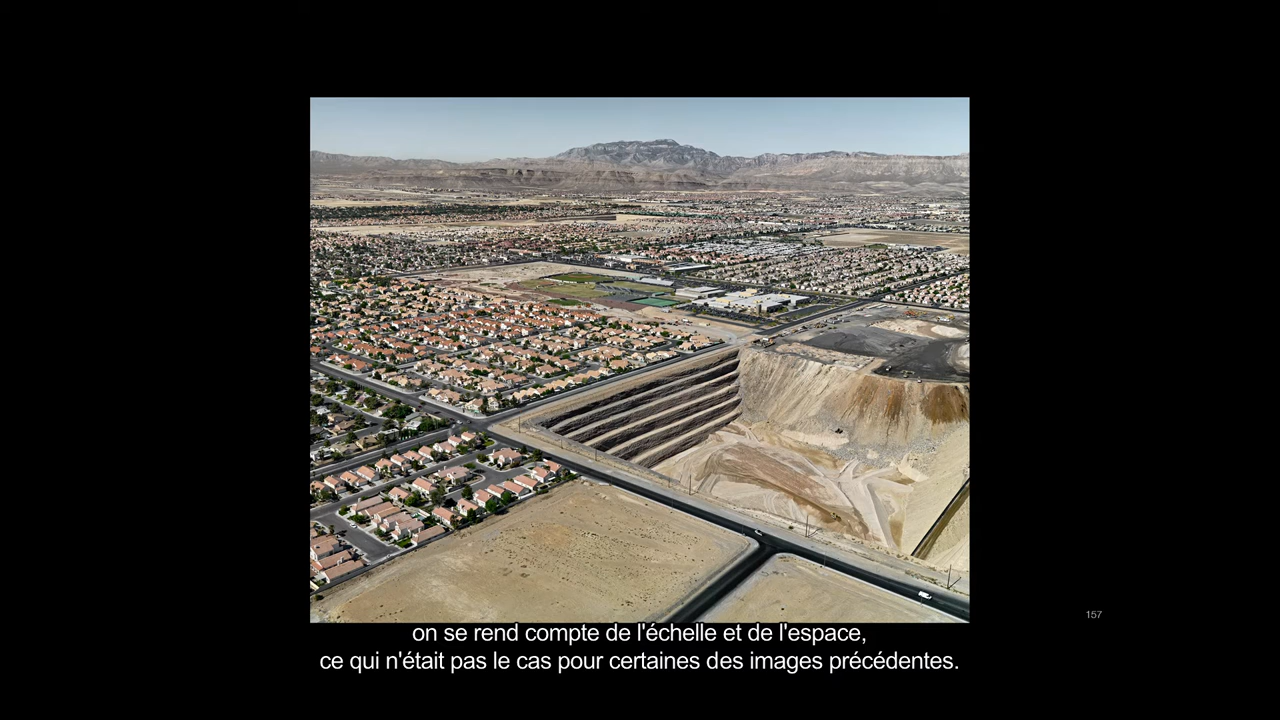 157
on se rend compte de l'échelle et de l'espace,
ce qui n'était pas le cas pour certaines des images précédentes.